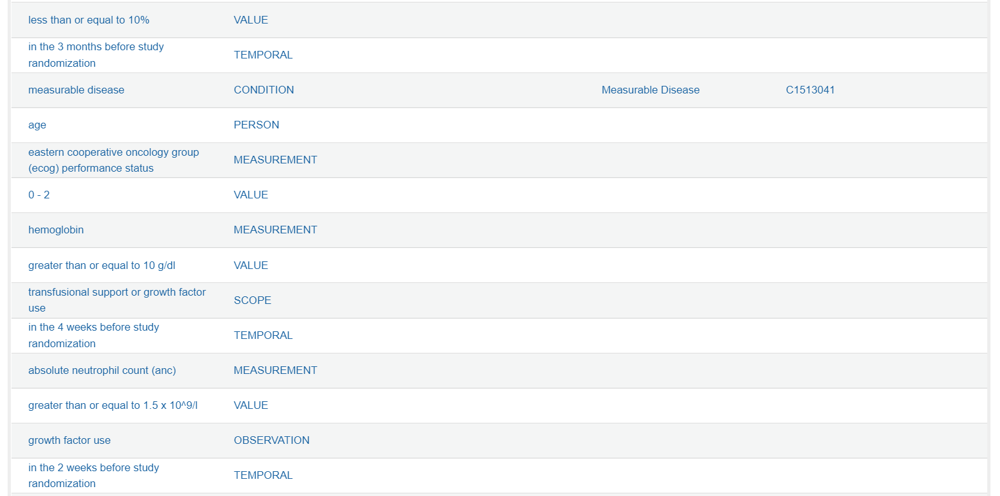 less than or equal to 10% VALUE
in the 3 months before study
randomization TEMPORAL
measurable disease CONDITION Measurable Disease C1513041
age PERSON
eastern cooperative oncology group
(ecog) performance status MEASUREMENT
0 - 2 VALUE
hemoglobin MEASUREMENT
greater than or equal to 10 g/dl VALUE
transfusional support or growth factor
use SCOPE
in the 4 weeks before study
randomization TEMPORAL
absolute neutrophil count (anc) MEASUREMENT
greater than or equal to 1.5 x 10^9/l VALUE
growth factor use OBSERVATION
in the 2 weeks before study
randomization TEMPORAL